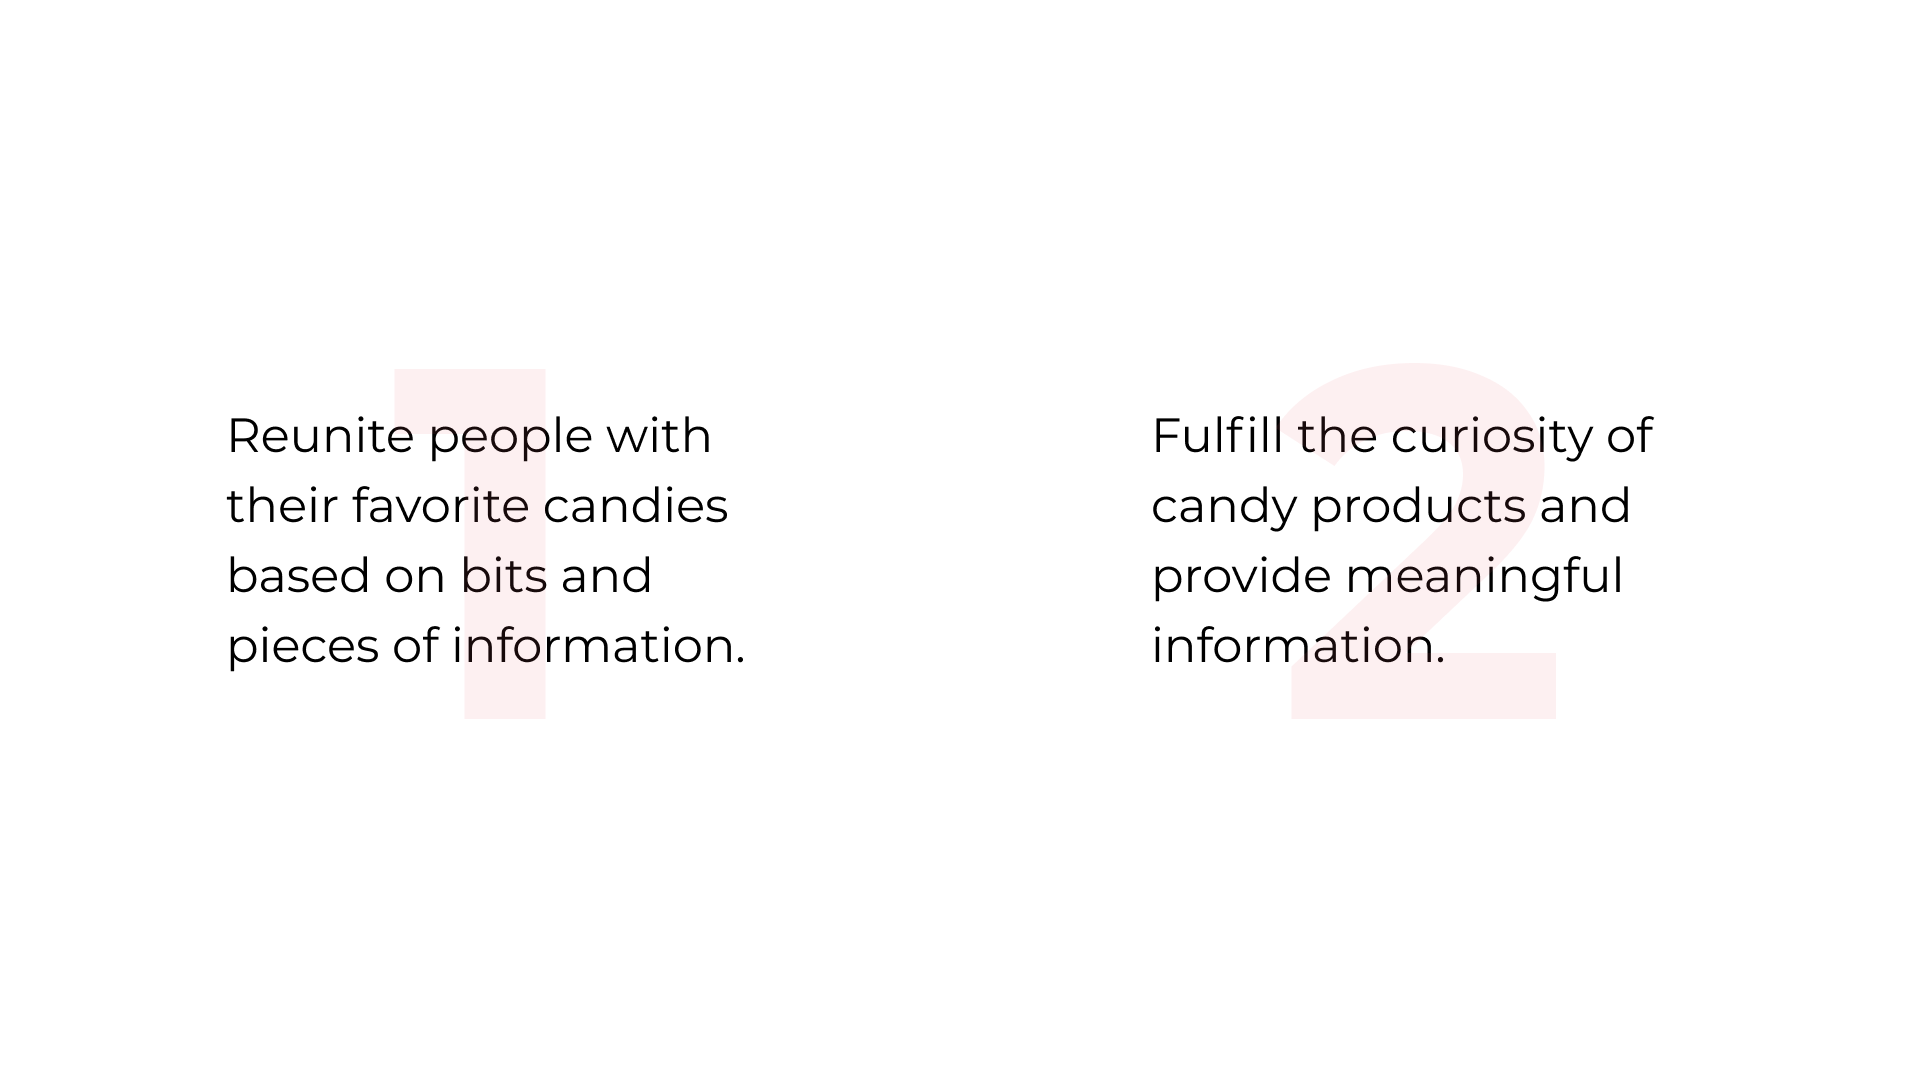 1
Reunite people with
their favorite candies
based on bits and
pieces of information.
2
Fulfill the curiosity of
candy products and
provide meaningful
information.